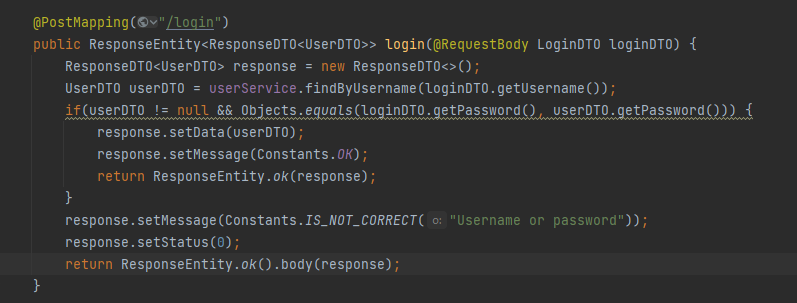 @PostMapping("/login")
public ResponseEntity<ResponseDTO<UserDTO>> login(@RequestBody LoginDTO loginDTO) {
ResponseDTO<UserDTO> response = new ResponseDTO<>();
UserDTO userDTO = userService.findByUsername(loginDTO.getUsername());
if(userDTO != null && Objects.equals(loginDTO.getPassword(), userDTO.getPassword())) {
response.setData(userDTO);
response.setMessage(Constants.OK);
return ResponseEntity.ok(response);
}
response.setMessage(Constants.IS_NOT_CORRECT( o: "Username or password"));
response.setStatus(0);
return ResponseEntity.ok().body(response);
}